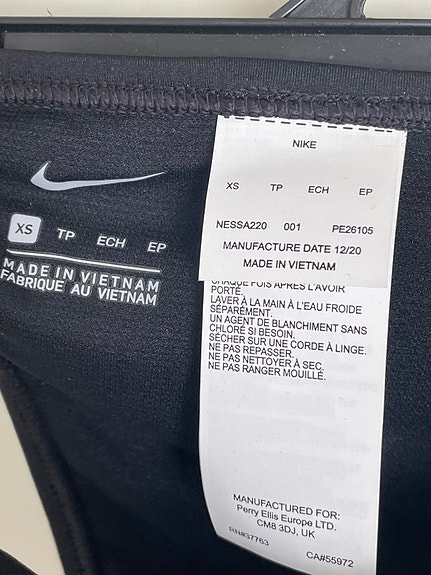 XS TP ECH EP
MADE IN VIETNAM
FABRIQUE AU VIETNAM
NIKE
XS TP ECH EP
NESSA220 001 PE26105
MANUFACTURE DATE 12/20
MADE IN VIETNAM
CHAQUE FOIS APRÈS L'AVOIR
PORTÉ.
LAVER À LA MAIN À L'EAU FROIDE
SÉPARÉMENT.
UN AGENT DE BLANCHIMENT SANS
CHLORE SI BESOIN.
SÉCHER SUR UNE CORDE À LINGE.
NE PAS REPASSER.
NE PAS NETTOYER À SEC.
NE PAS RANGER MOUILLÉ.
MANUFACTURED FOR:
Perry Ellis Europe LTD.
CM8 3DJ, UK
RN#37763 CA#55972